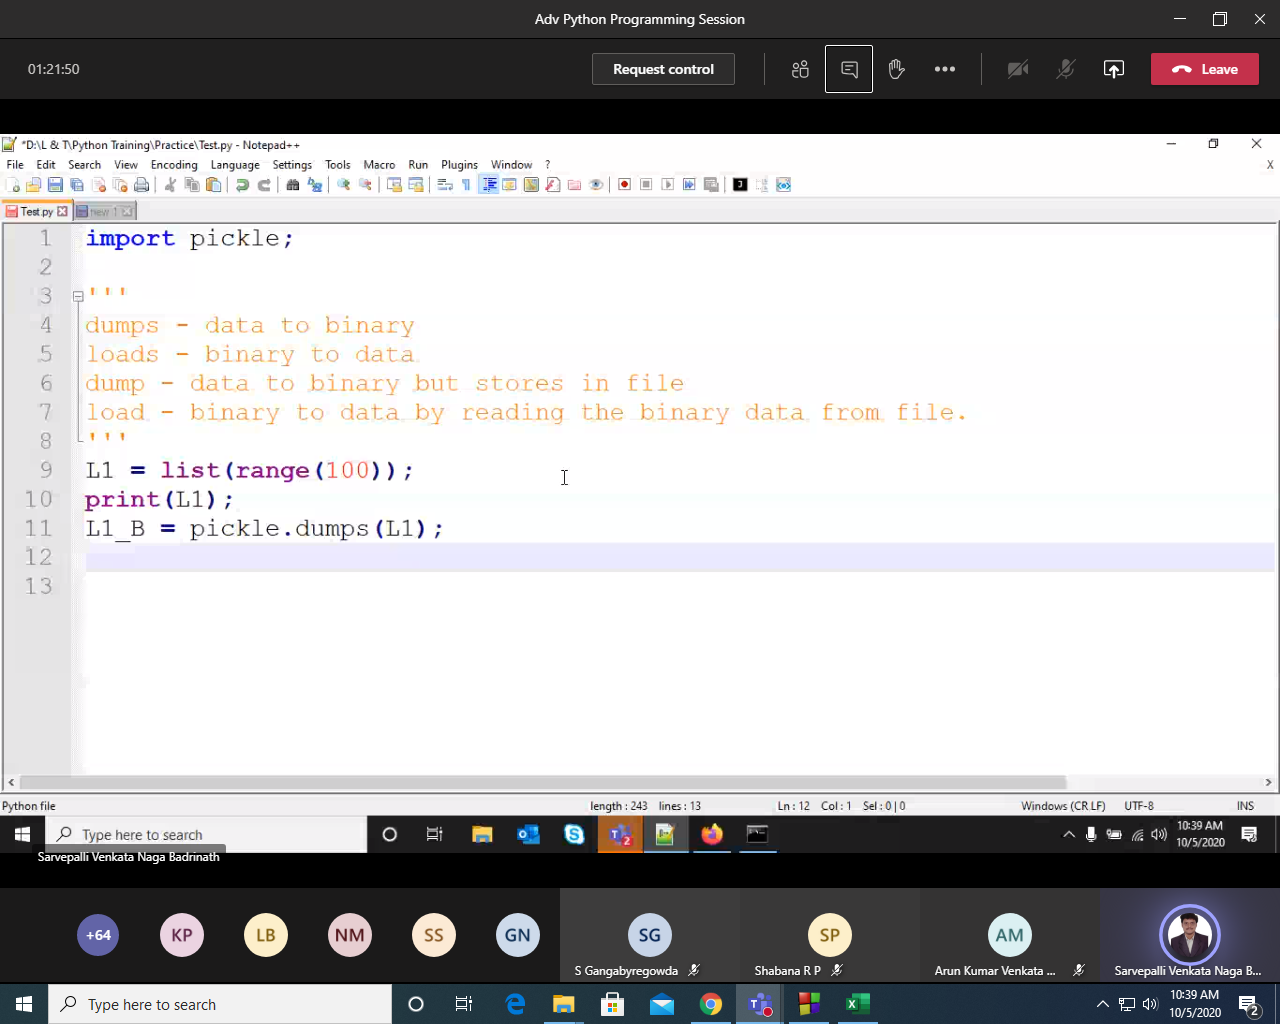 Adv Python Programming Session
01:21:50
Request control
Leave
*D:\L & T\Python Training\Practice\Test.py - Notepad++
File Edit Search View Encoding Language Settings Tools Macro Run Plugins Window ?
X
Test.py new 1
1 import pickle;
2
3 '''
4 dumps - data to binary
5 loads - binary to data
6 dump - data to binary but stores in file
7 load - binary to data by reading the binary data from file.
8 '''
9 L1 = list(range(100));
10 print(L1);
11 L1_B = pickle.dumps(L1);
12
13
Python file length : 243 lines : 13 Ln : 12 Col : 1 Sel : 0 | 0 Windows (CR LF) UTF-8 INS
Type here to search
2
10:39 AM
10/5/2020
Sarvepalli Venkata Naga Badrinath
+64 KP LB NM SS GN SG SP AM
S Gangabyregowda Shabana R P Arun Kumar Venkata ... Sarvepalli Venkata Naga B...
Type here to search
10:39 AM
10/5/2020
2